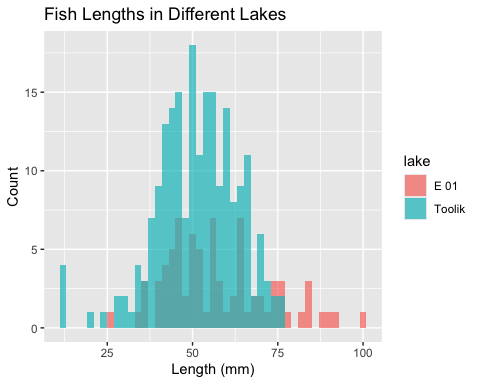 Fish Lengths in Different Lakes
15
10
5
0
Count
25 50 75 100
Length (mm)
lake
E 01
Toolik